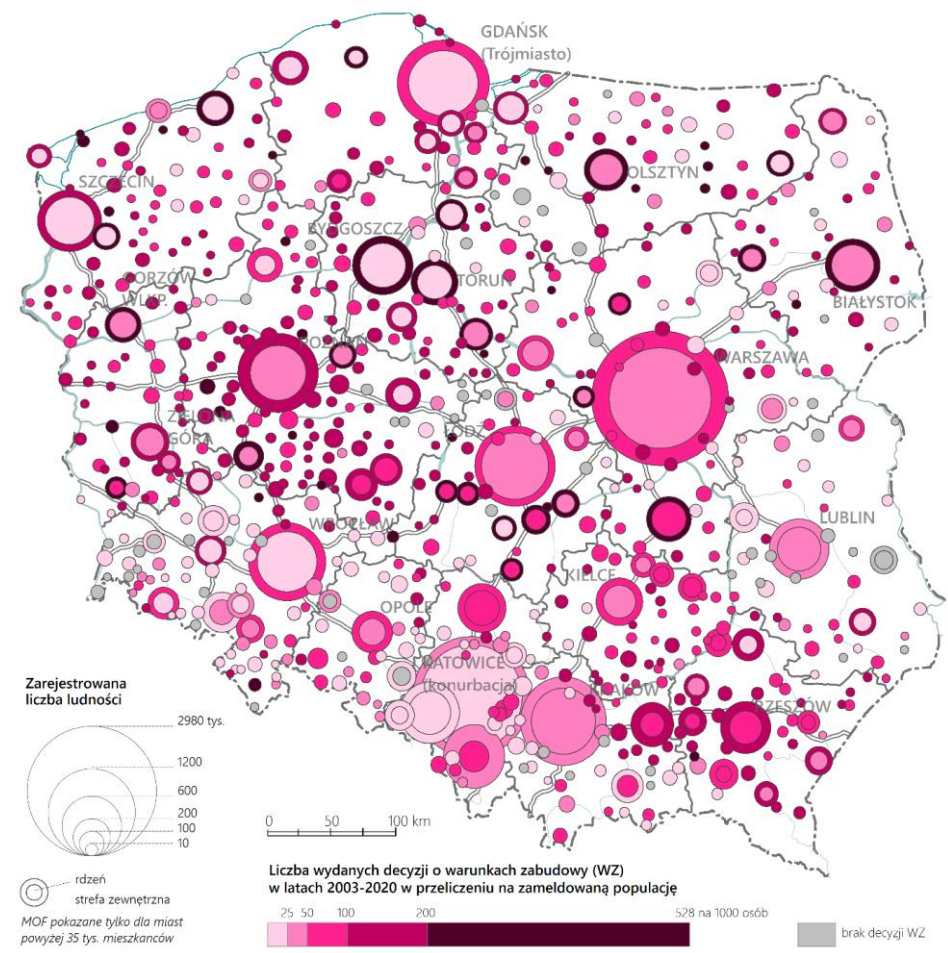 GDAŃSK
(Trójmiasto)
SZCZECIN
OLSZTYN
BYDGOSZCZ
GORZÓW
WLKP.
TORUŃ
BIAŁYSTOK
POZNAŃ
WARSZAWA
ZIELONA
GÓRA
ŁÓDŹ
WROCŁAW
LUBLIN
KIELCE
OPOLE
KATOWICE
(konurbacja)
KRAKÓW
RZESZÓW
Zarejestrowana
liczba ludności
2980 tys.
1200
600
200
100
10
rdzeń
strefa zewnętrzna
MOF pokazane tylko dla miast
powyżej 35 tys. mieszkańców
0 50 100 km
Liczba wydanych decyzji o warunkach zabudowy (WZ)
w latach 2003-2020 w przeliczeniu na zameldowaną populację
25 50 100 200 528 na 1000 osób
brak decyzji WZ